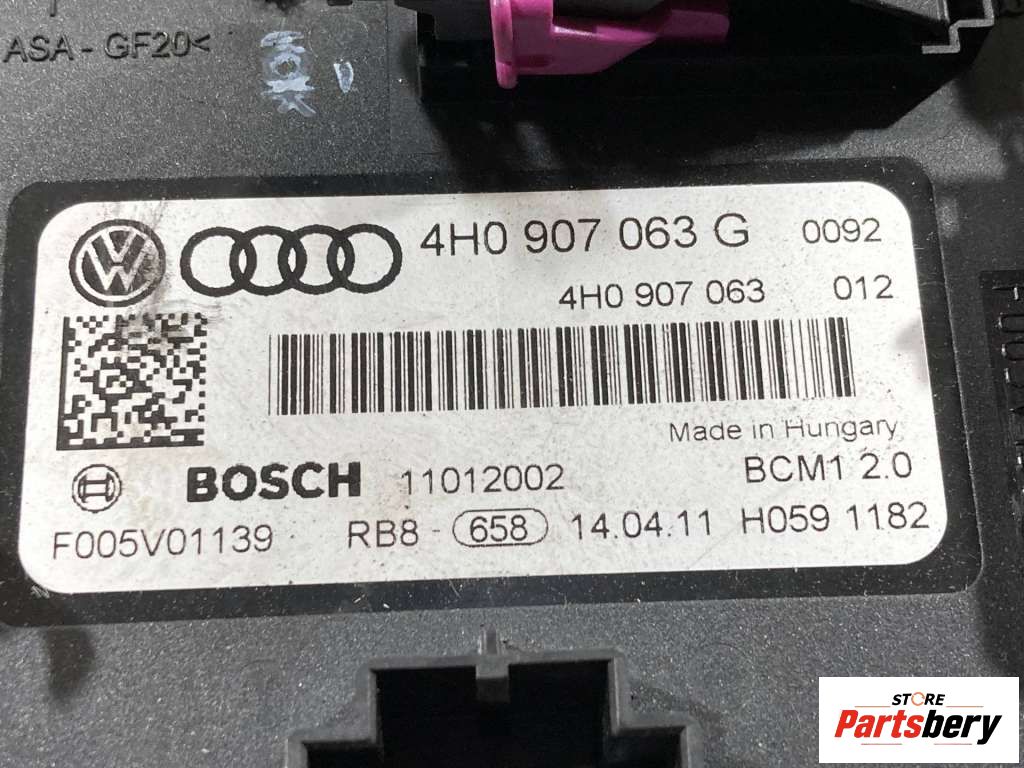 ASA - GF20<
4H0 907 063 G 0092
4H0 907 063 012
Made in Hungary
BOSCH 11012002 BCM1 2.0
F005V01139 RB8 - 658 14.04.11 H059 1182
STORE
Partsbery